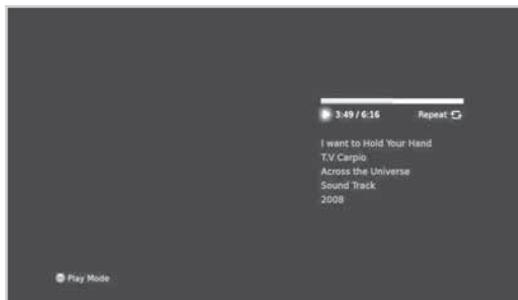 3:49 / 6:16 Repeat
I want to Hold Your Hand
T.V Carpio
Across the Universe
Sound Track
2008
Play Mode